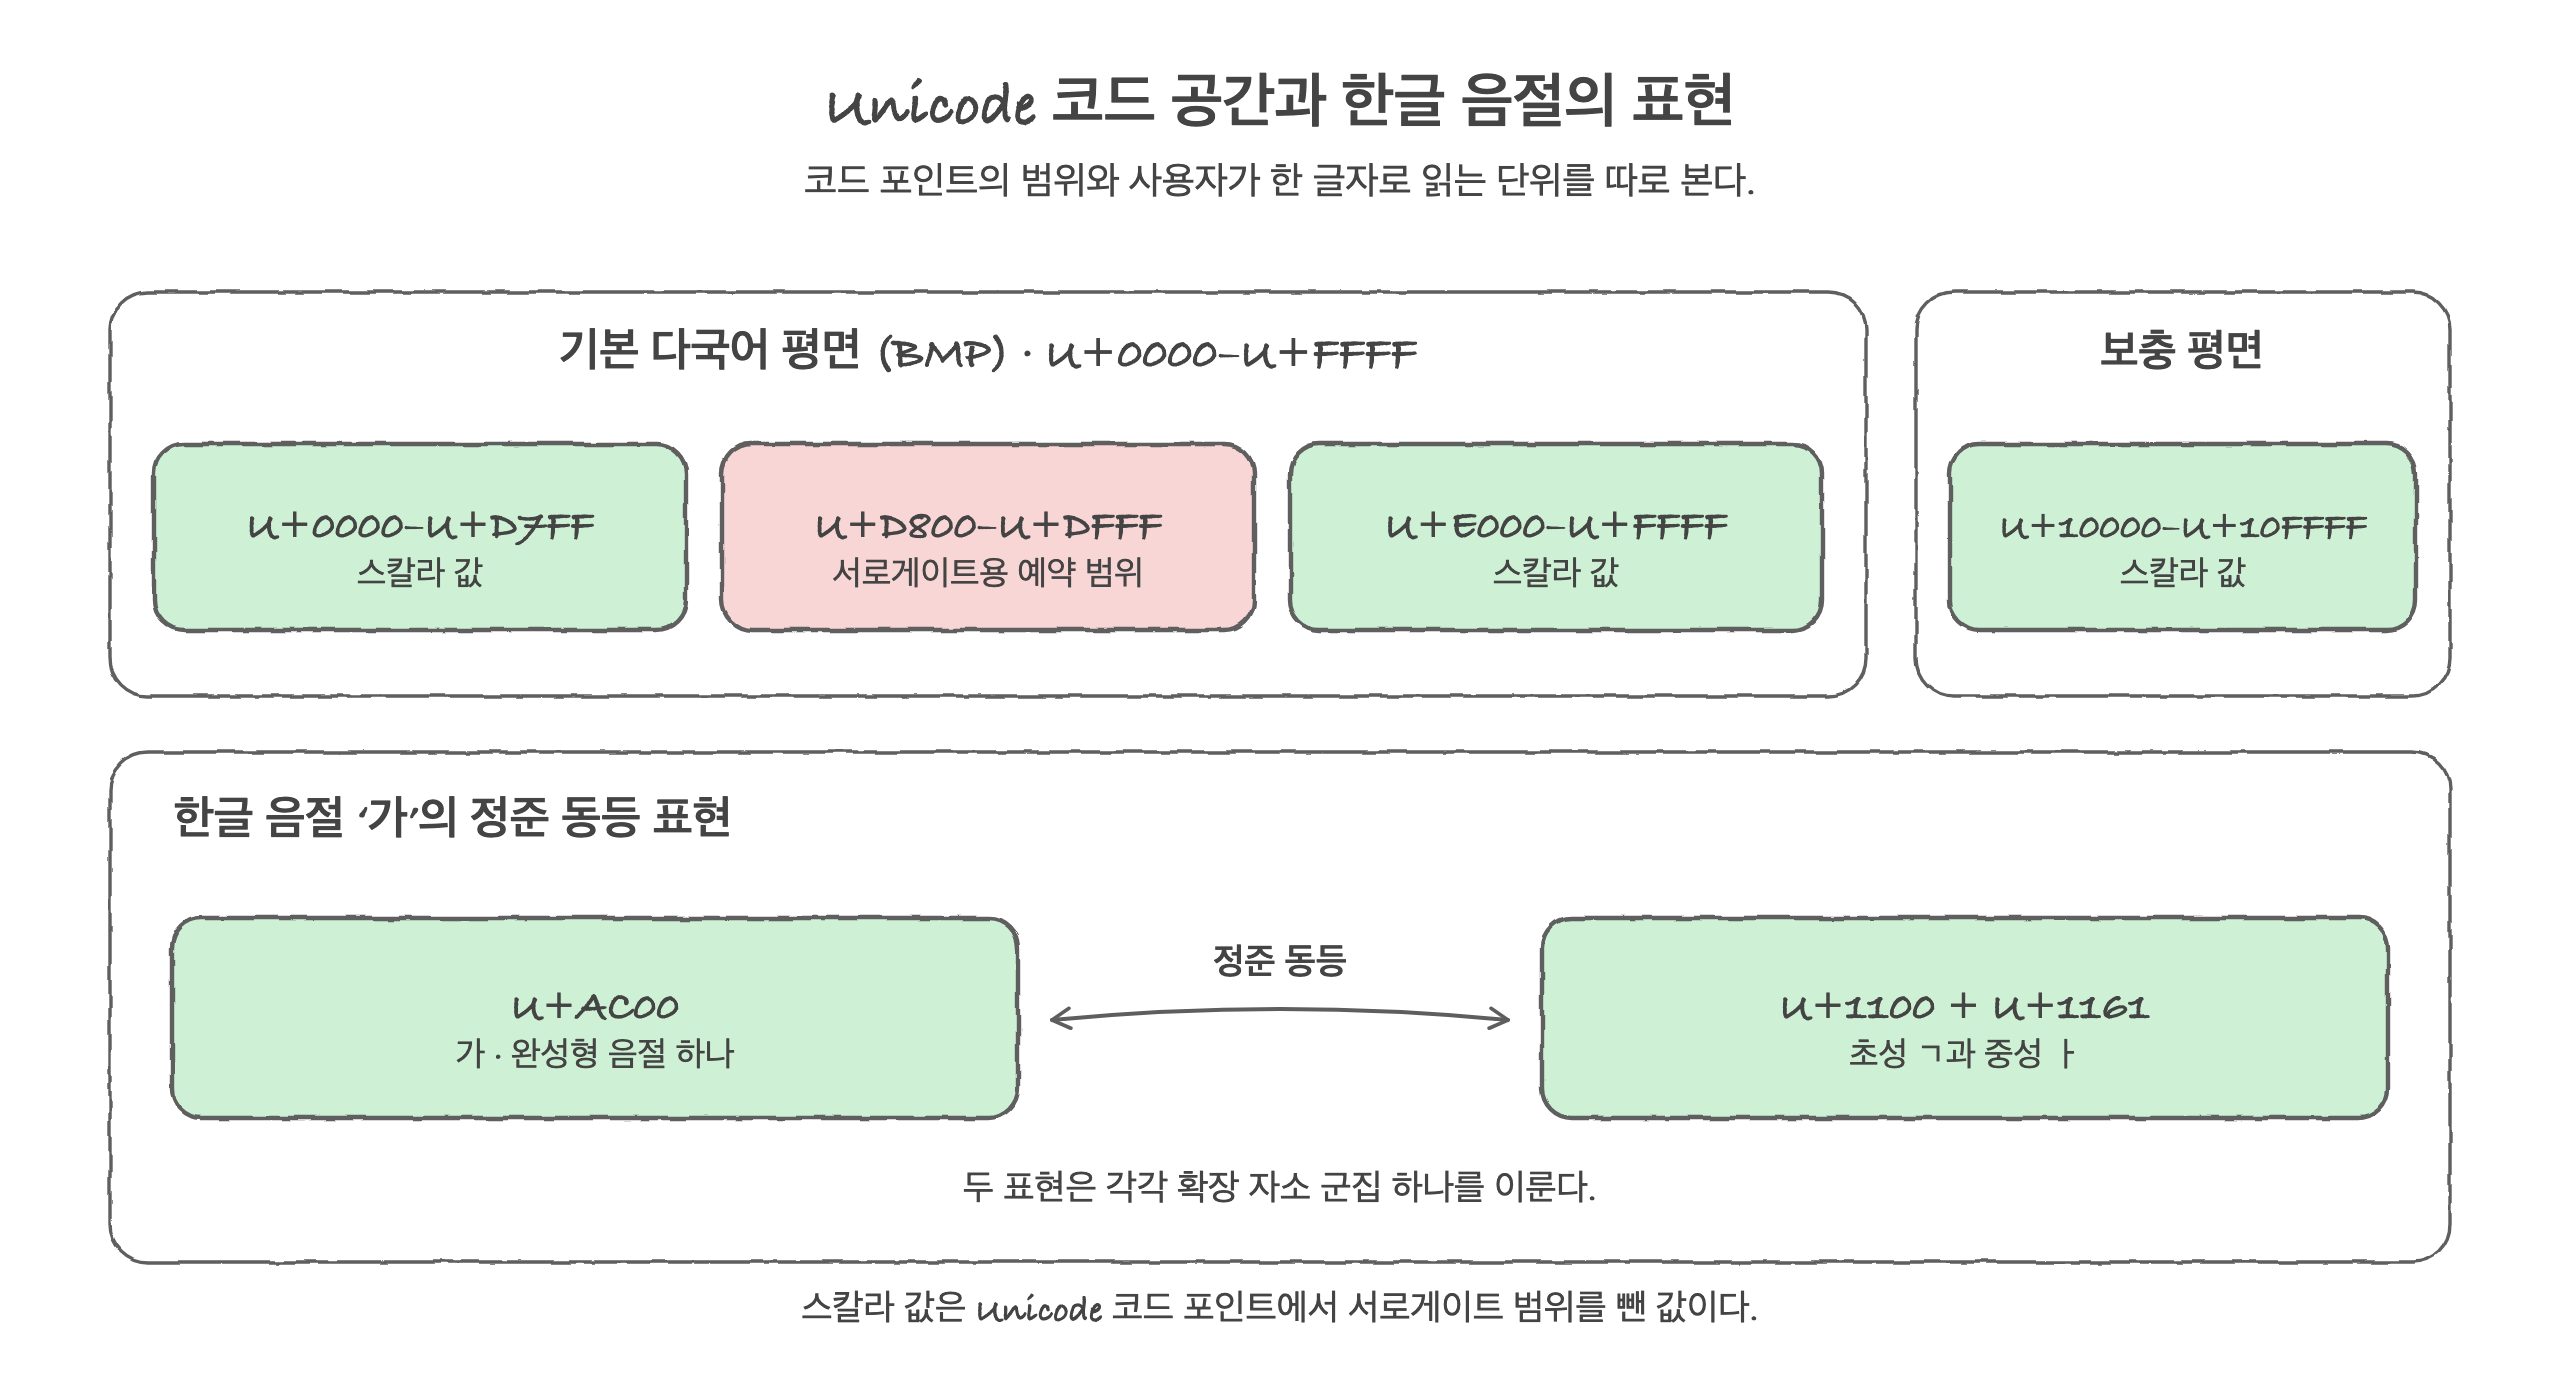 Unicode 코드 공간과 한글 음절의 표현
코드 포인트의 범위와 사용자가 한 글자로 읽는 단위를 따로 본다.
기본 다국어 평면 (BMP) · U+0000–U+FFFF
보충 평면
U+0000–U+D7FF
스칼라 값
U+D800–U+DFFF
서로게이트용 예약 범위
U+E000–U+FFFF
스칼라 값
U+10000–U+10FFFF
스칼라 값
한글 음절 ‘가’의 정준 동등 표현
U+AC00
가 · 완성형 음절 하나
정준 동등
U+1100 + U+1161
초성 ㄱ과 중성 ㅏ
두 표현은 각각 확장 자소 군집 하나를 이룬다.
스칼라 값은 Unicode 코드 포인트에서 서로게이트 범위를 뺀 값이다.